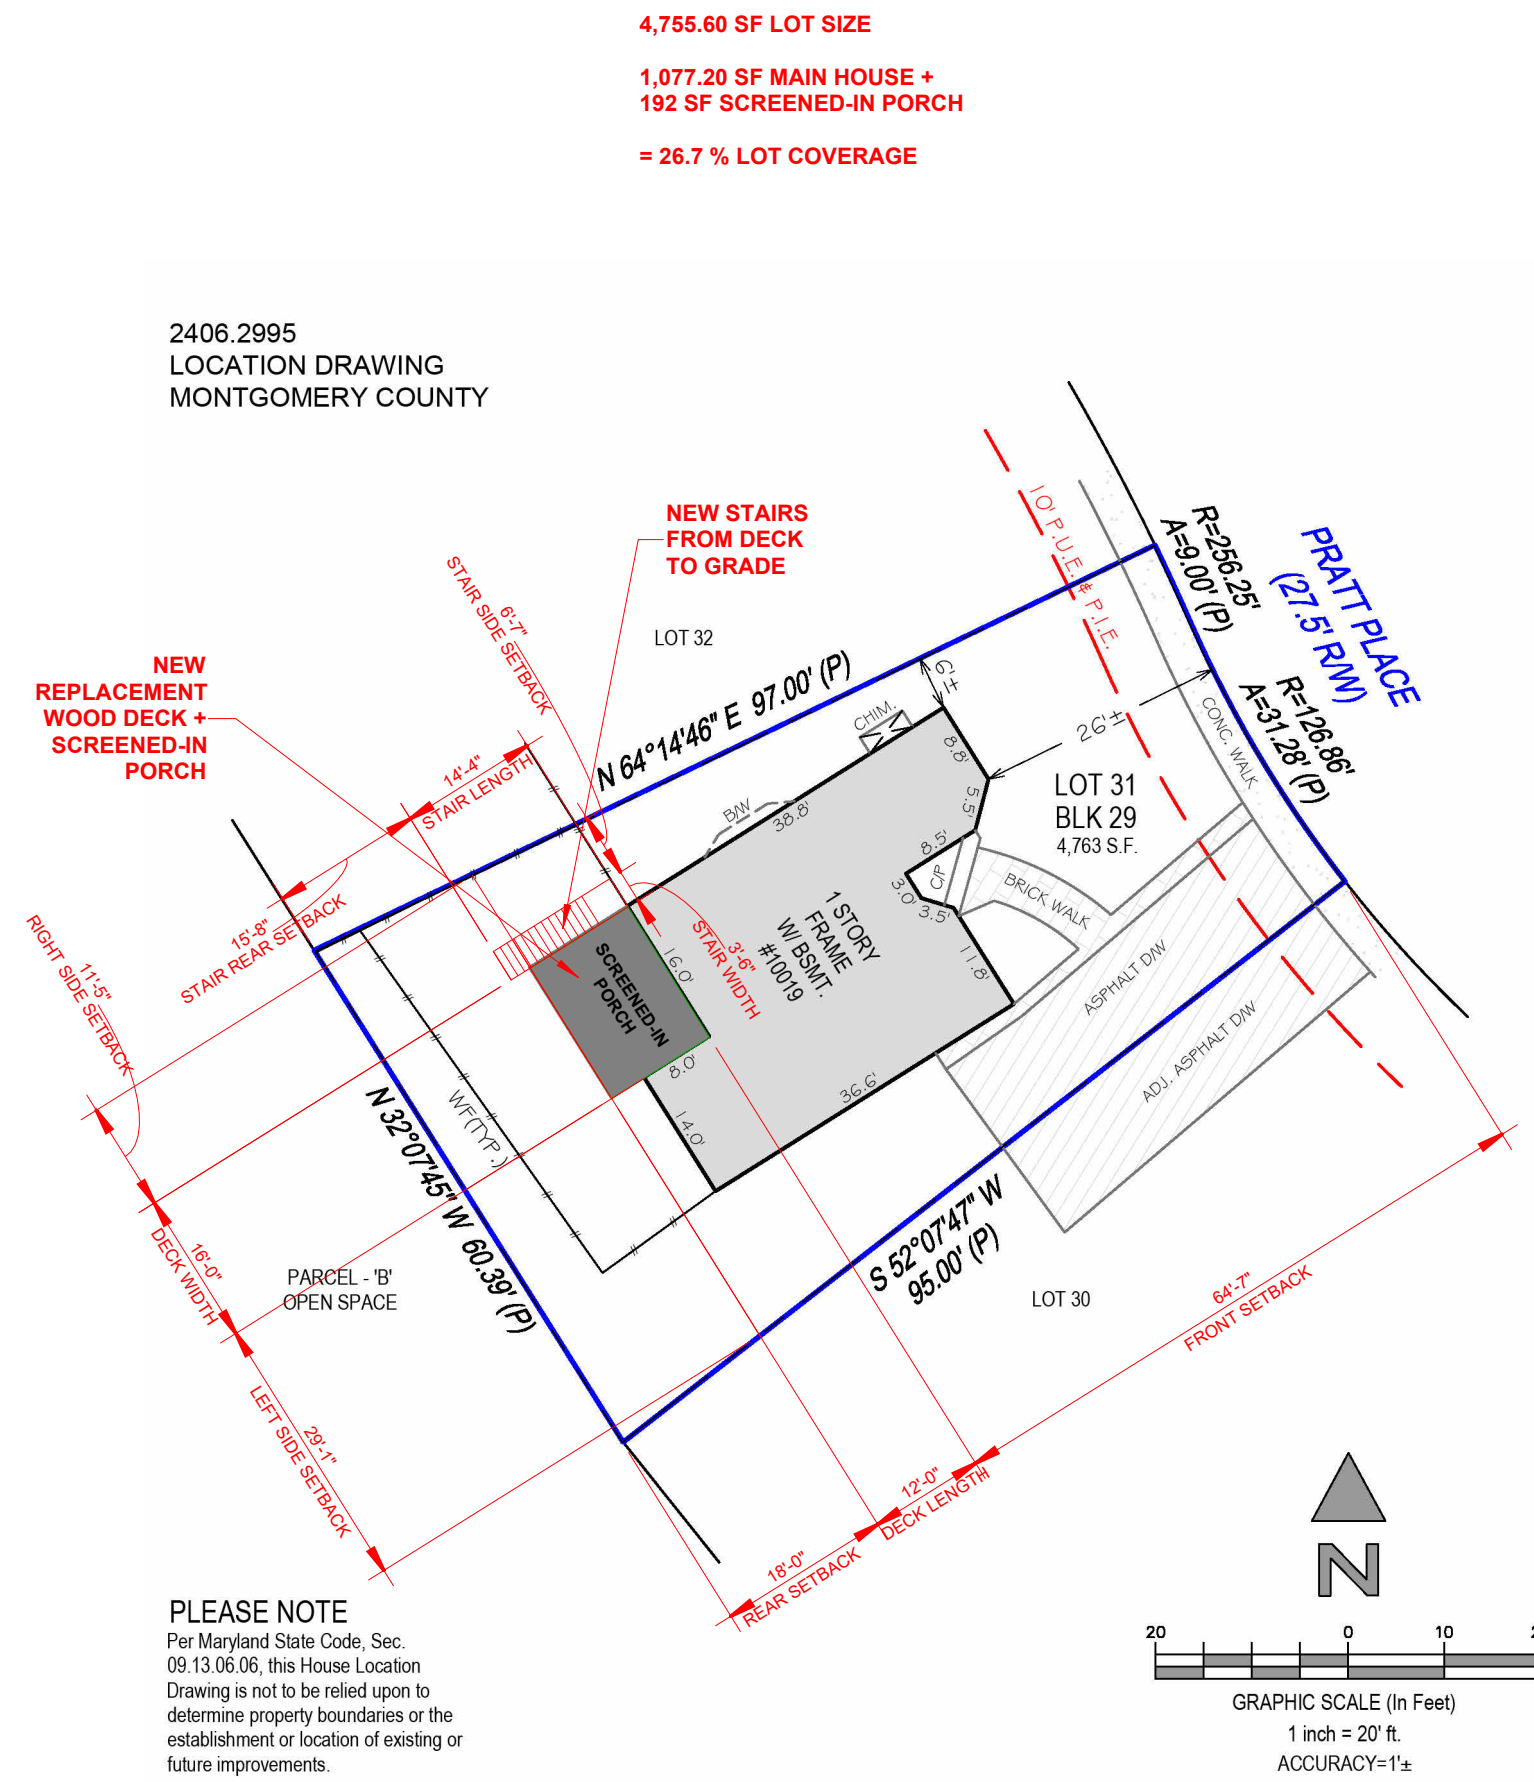 4,755.60 SF LOT SIZE
1,077.20 SF MAIN HOUSE +
192 SF SCREENED-IN PORCH
= 26.7 % LOT COVERAGE
2406.2995
LOCATION DRAWING
MONTGOMERY COUNTY
NEW STAIRS
FROM DECK
TO GRADE
10' P.U.E. & P.I.E.
R=256.25'
A=9.00' (P)
PRATT PLACE
(27.5' R/W)
R=126.86'
A=31.28' (P)
6'-7"
STAIR SIDE SETBACK
LOT 32
NEW
REPLACEMENT
WOOD DECK +
SCREENED-IN
PORCH
N 64°14'46" E 97.00' (P)
6'±
CHIM.
26'±
CONC. WALK
14'-4"
STAIR LENGTH
B/W
38.8'
8.8'
5.5'
LOT 31
BLK 29
4,763 S.F.
8.5'
C/P
3.0'
3.5'
BRICK WALK
11.8'
1 STORY
FRAME
W/ BSMT.
#10019
15'-8"
STAIR REAR SETBACK
11'-5"
RIGHT SIDE SETBACK
3'-6"
STAIR WIDTH
16.0'
SCREENED-IN
PORCH
8.0'
14.0'
36.6'
ASPHALT D/W
ADJ. ASPHALT D/W
WF(TYP.)
N 32°07'45" W 60.39' (P)
16'-0"
DECK WIDTH
PARCEL - 'B'
OPEN SPACE
S 52°07'47" W
95.00' (P)
LOT 30
64'-7"
FRONT SETBACK
29'-1"
LEFT SIDE SETBACK
12'-0"
DECK LENGTH
18'-0"
REAR SETBACK
N
PLEASE NOTE
Per Maryland State Code, Sec.
09.13.06.06, this House Location
Drawing is not to be relied upon to
determine property boundaries or the
establishment or location of existing or
future improvements.
20 0 10
GRAPHIC SCALE (In Feet)
1 inch = 20' ft.
ACCURACY=1'±